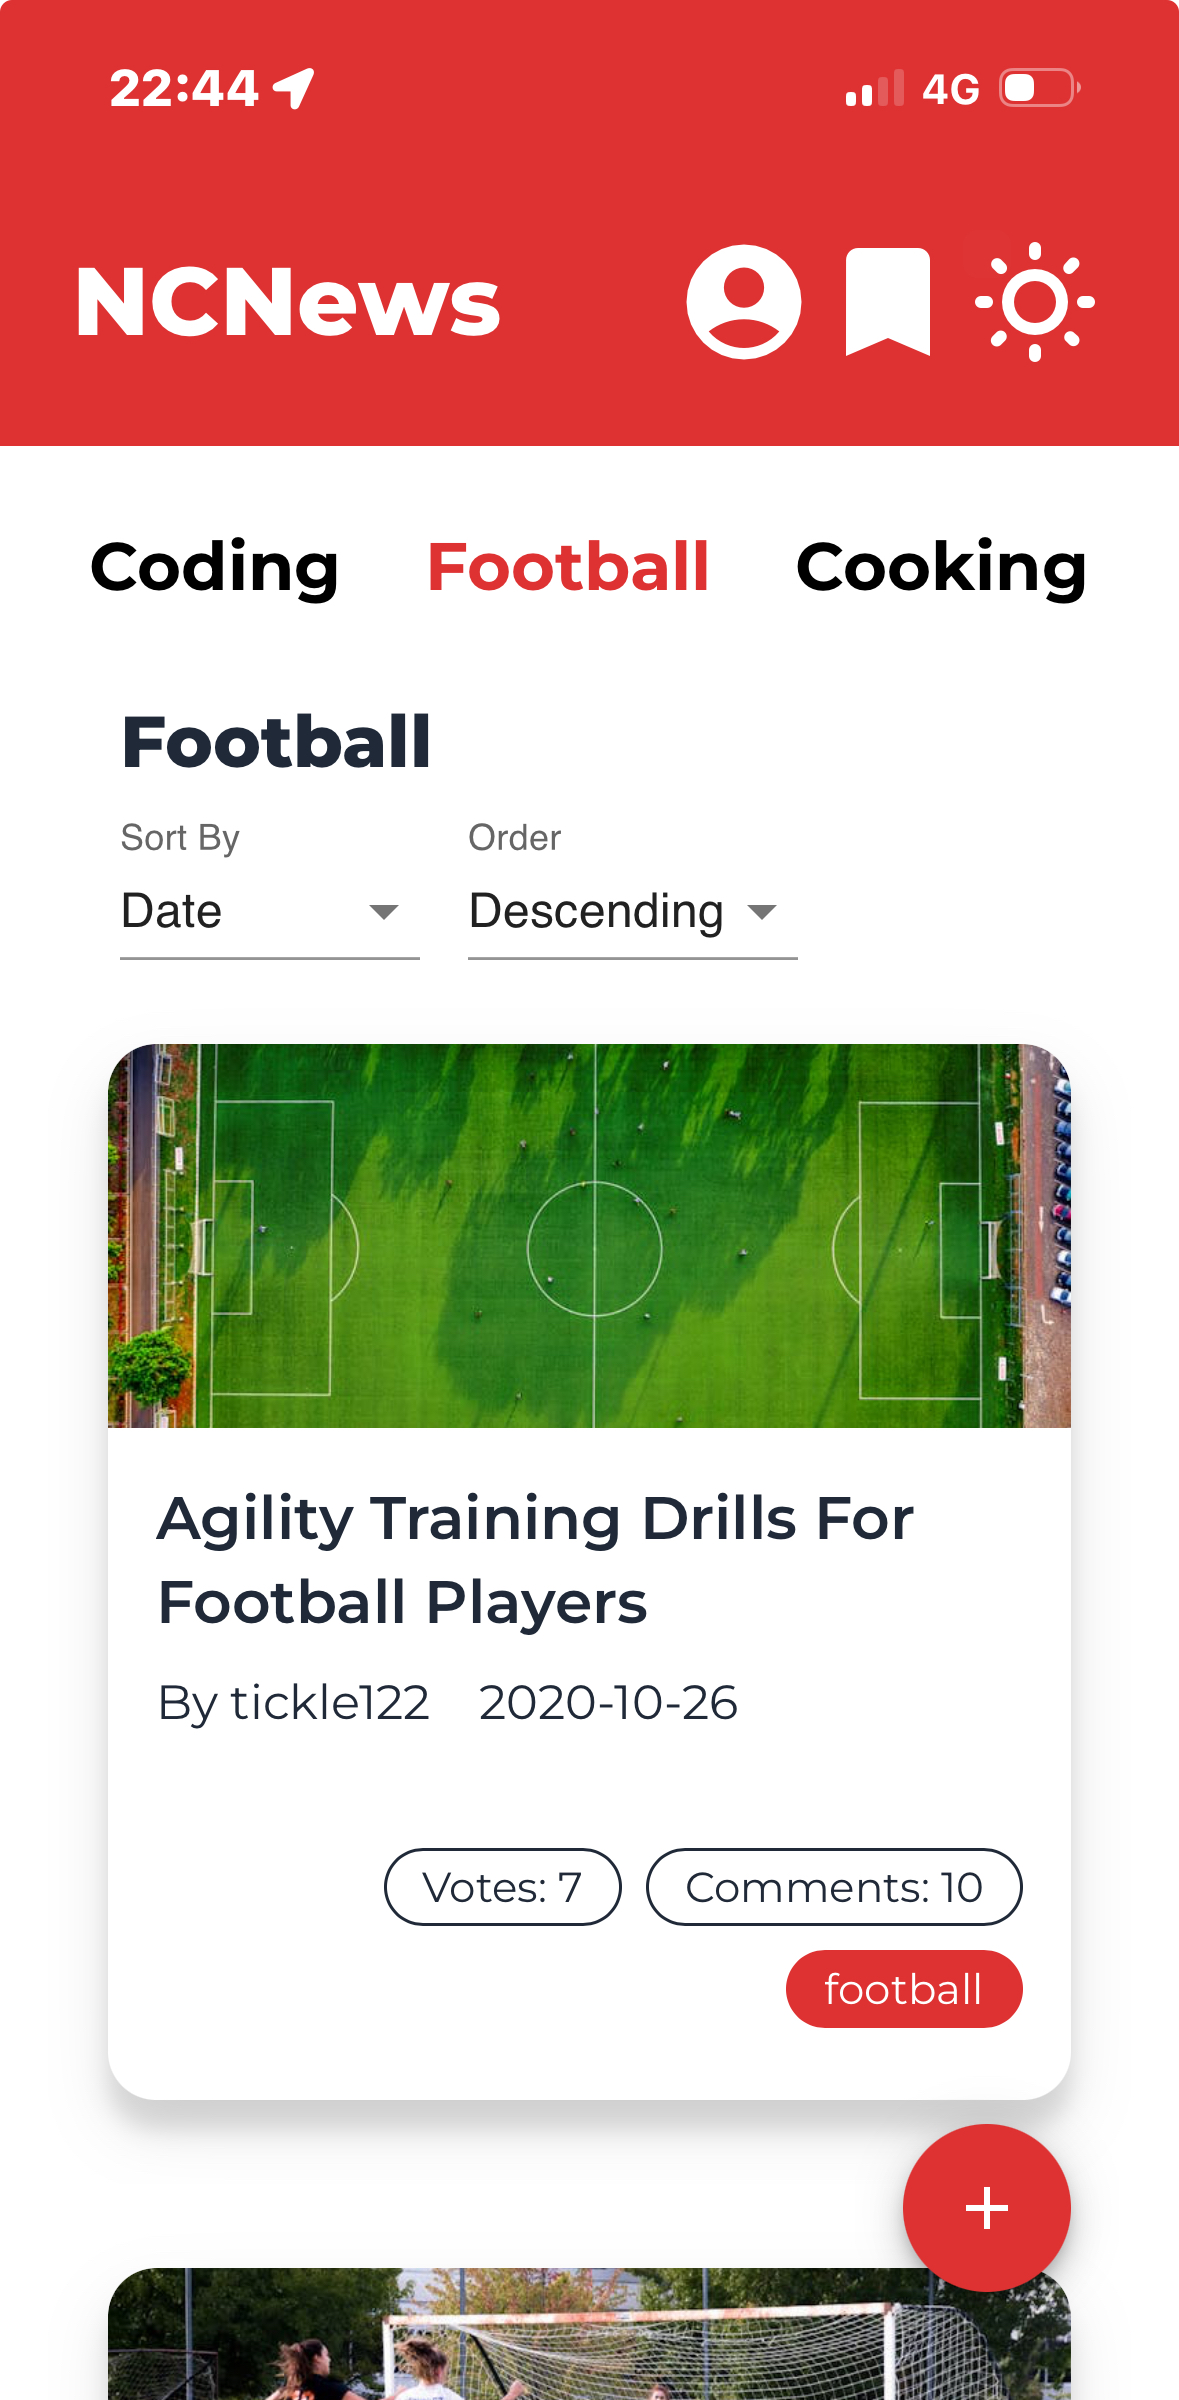 22:44
4G
NCNews
Coding Football Cooking
Football
Sort By Order
Date Descending
Agility Training Drills For
Football Players
By tickle122 2020-10-26
Votes: 7 Comments: 10
football
+